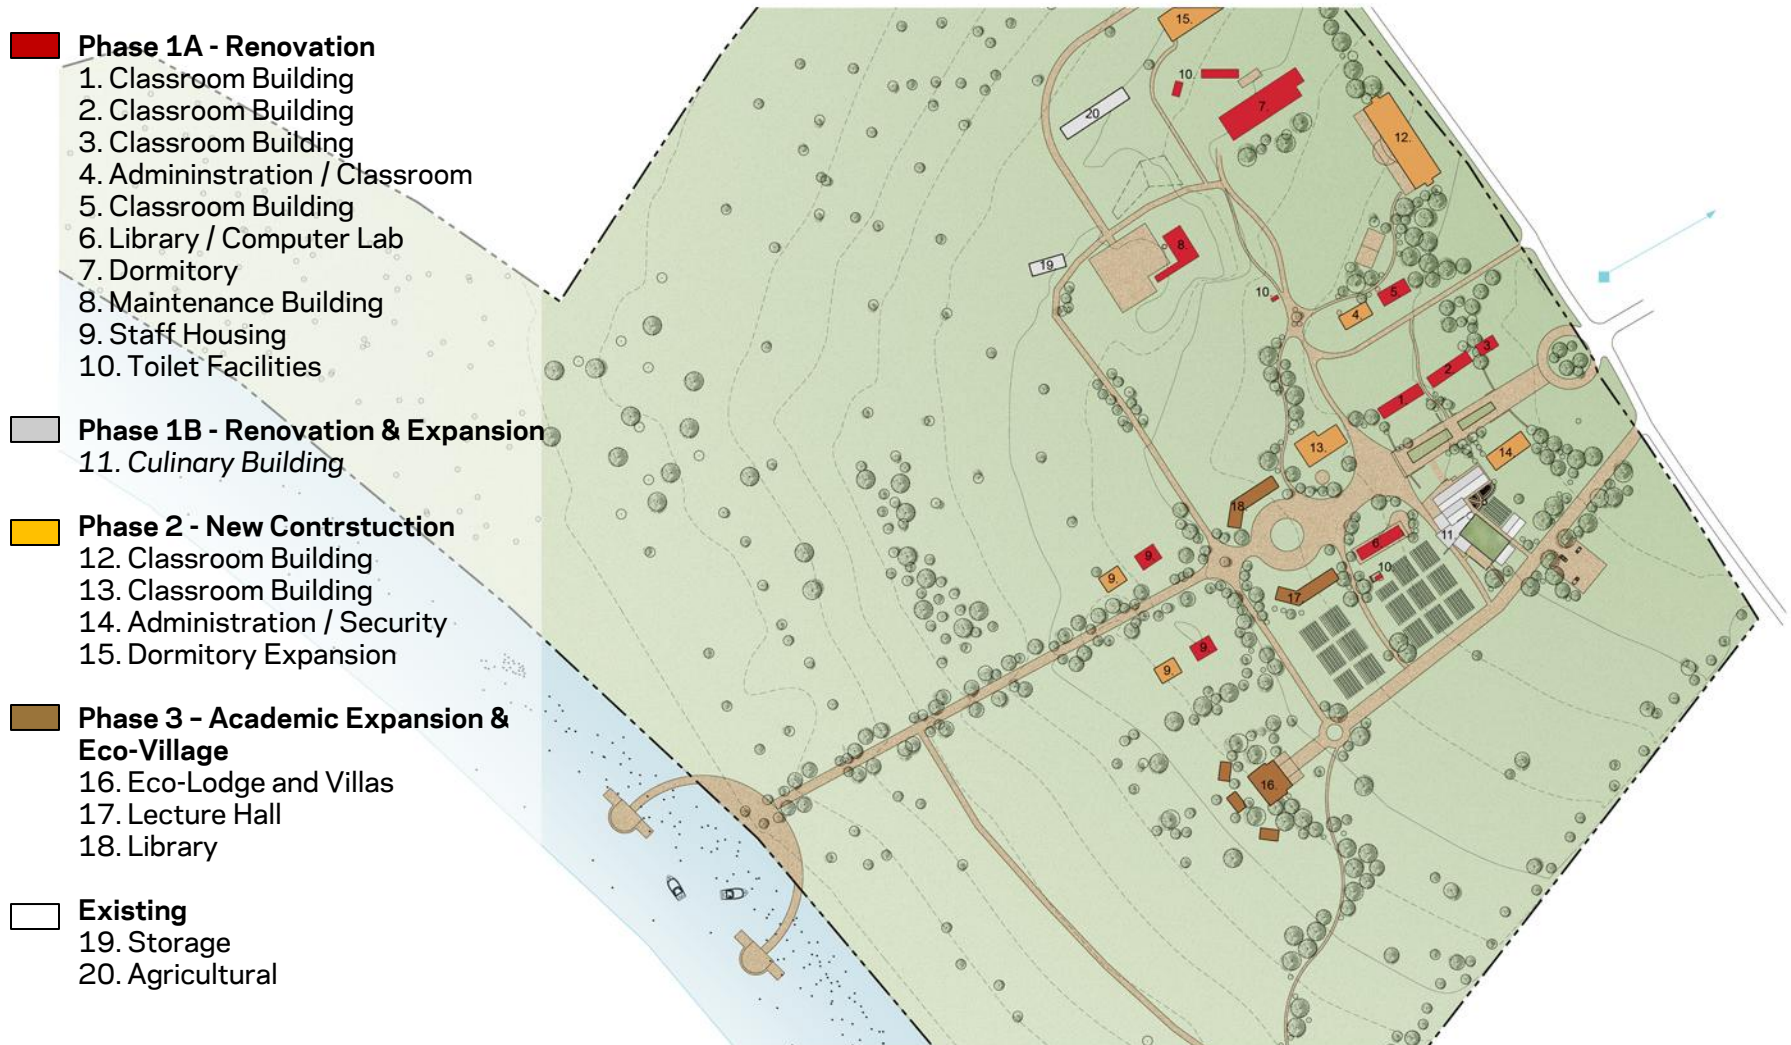 Phase 1A - Renovation
1. Classroom Building
2. Classroom Building
3. Classroom Building
4. Admininstration / Classroom
5. Classroom Building
6. Library / Computer Lab
7. Dormitory
8. Maintenance Building
9. Staff Housing
10. Toilet Facilities
Phase 1B - Renovation & Expansion
11. Culinary Building
Phase 2 - New Contrstuction
12. Classroom Building
13. Classroom Building
14. Administration / Security
15. Dormitory Expansion
Phase 3 - Academic Expansion &
Eco-Village
16. Eco-Lodge and Villas
17. Lecture Hall
18. Library
Existing
19. Storage
20. Agricultural
15.
10.
7.
20
12.
8.
19
10.
5.
4.
3
2
1
13.
14.
18.
11.
6.
9.
10.
9.
17.
9.
9.
16.